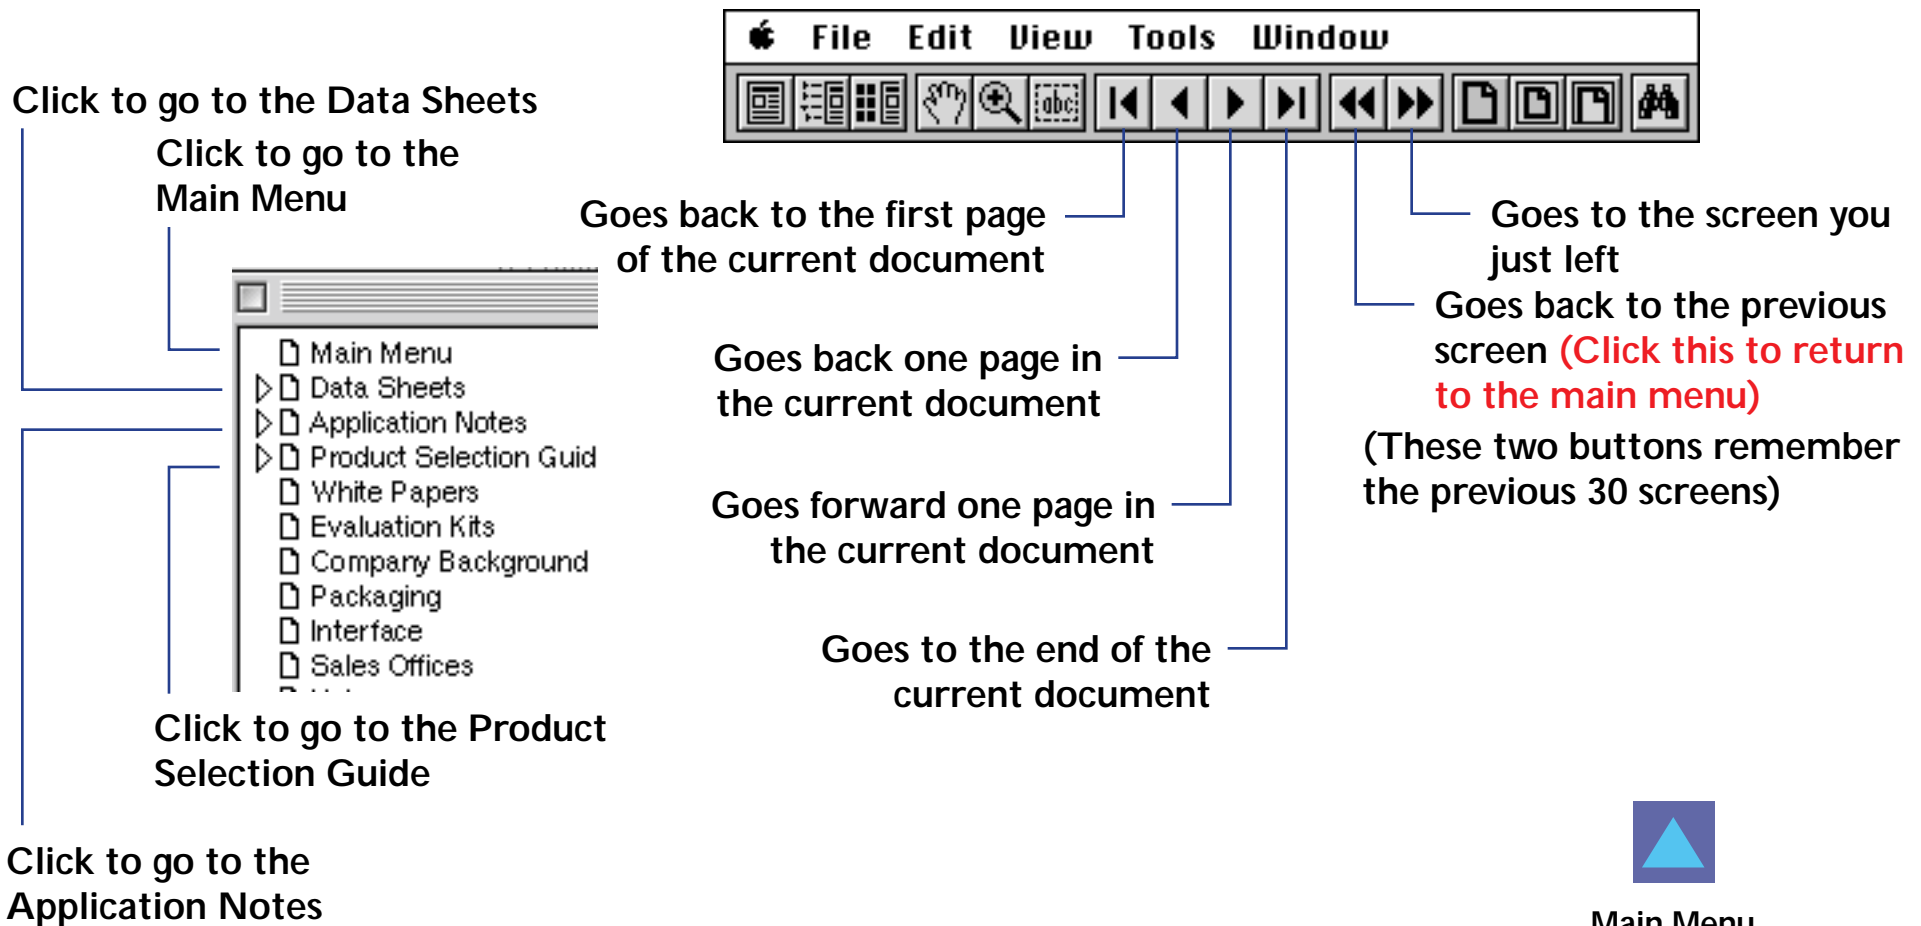 File Edit View Tools Window
abc
Click to go to the Data Sheets
Click to go to the
Main Menu
Goes back to the first page
of the current document
Goes to the screen you
just left
Goes back to the previous
screen (Click this to return
to the main menu)
(These two buttons remember
the previous 30 screens)
Goes back one page in
the current document
Goes forward one page in
the current document
Goes to the end of the
current document
Main Menu
Data Sheets
Application Notes
Product Selection Guid
White Papers
Evaluation Kits
Company Background
Packaging
Interface
Sales Offices
Click to go to the Product
Selection Guide
Click to go to the
Application Notes
Main Menu